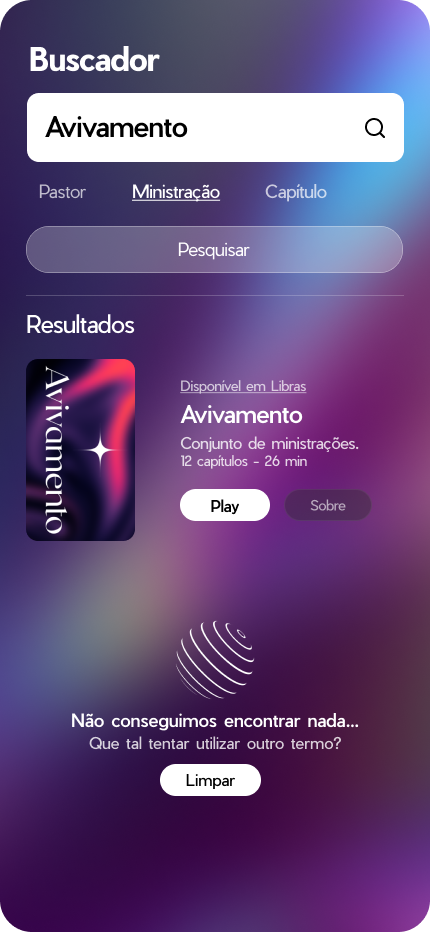 Buscador
Avivamento
Pastor Ministração Capítulo
Pesquisar
Resultados
Avivamento
Disponível em Libras
Avivamento
Conjunto de ministrações.
12 capítulos - 26 min
Play Sobre
Não conseguimos encontrar nada...
Que tal tentar utilizar outro termo?
Limpar